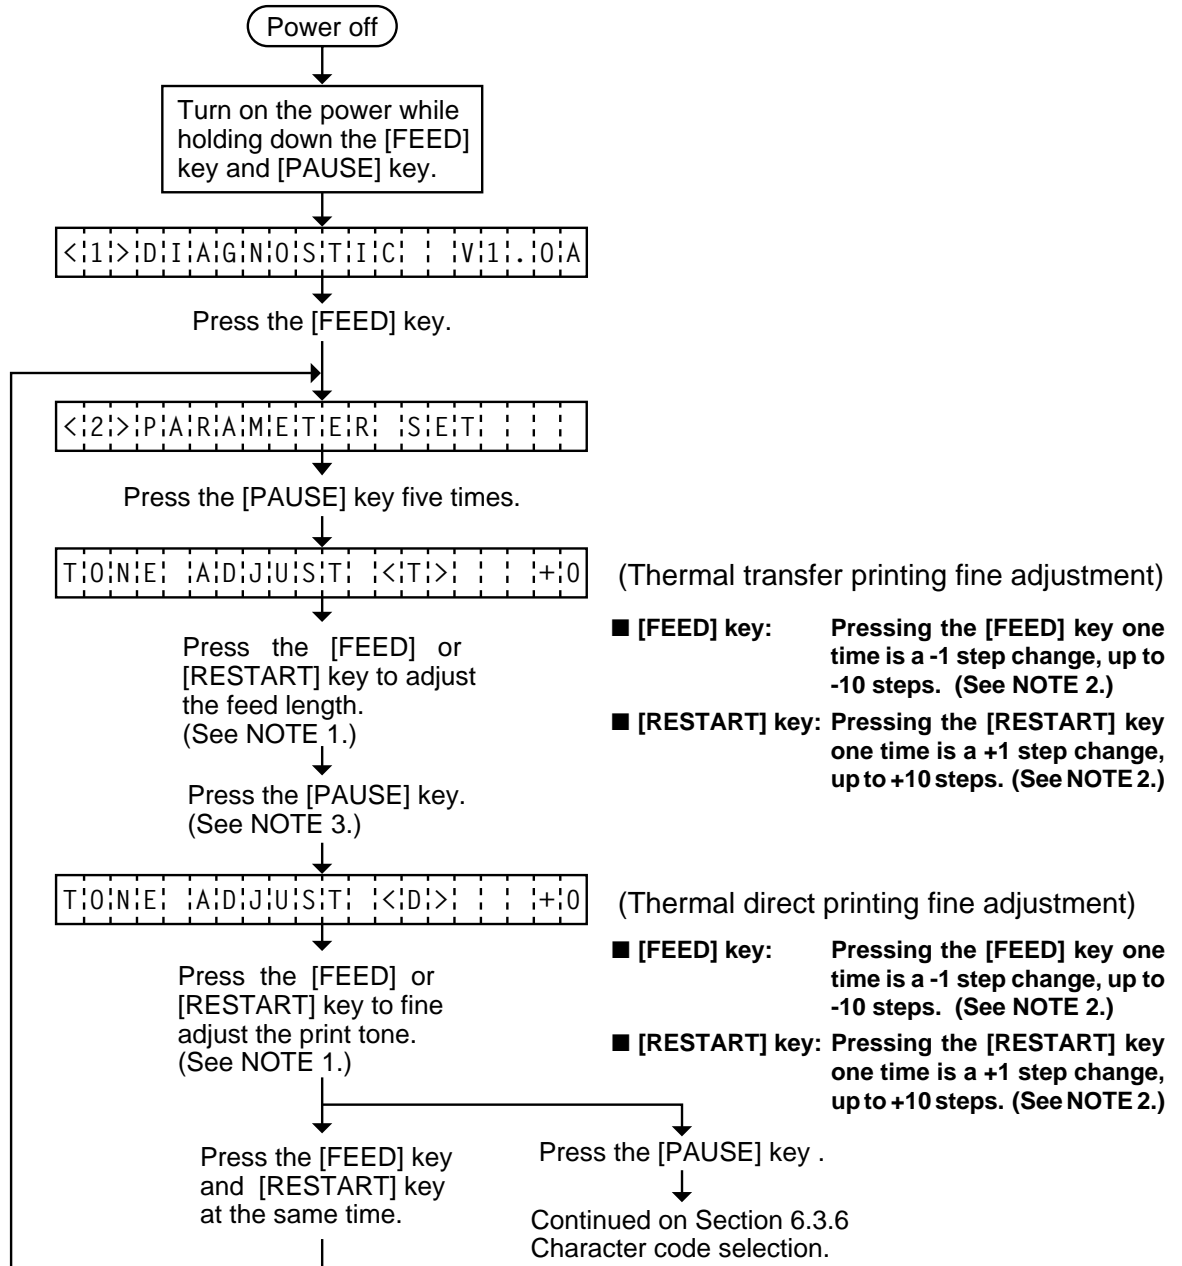 Power off
Turn on the power while
holding down the [FEED]
key and [PAUSE] key.
<1>DIAGNOSTIC  V1.0A
Press the [FEED] key.
<2>PARAMETER SET
Press the [PAUSE] key five times.
TONE ADJUST <T>   +0
(Thermal transfer printing fine adjustment)
Press the [FEED] or
[RESTART] key to adjust
the feed length.
(See NOTE 1.)
■ [FEED] key: Pressing the [FEED] key one
time is a -1 step change, up to
-10 steps. (See NOTE 2.)
■ [RESTART] key: Pressing the [RESTART] key
one time is a +1 step change,
up to +10 steps. (See NOTE 2.)
Press the [PAUSE] key.
(See NOTE 3.)
TONE ADJUST <D>   +0
(Thermal direct printing fine adjustment)
Press the [FEED] or
[RESTART] key to fine
adjust the print tone.
(See NOTE 1.)
■ [FEED] key: Pressing the [FEED] key one
time is a -1 step change, up to
-10 steps. (See NOTE 2.)
■ [RESTART] key: Pressing the [RESTART] key
one time is a +1 step change,
up to +10 steps. (See NOTE 2.)
Press the [FEED] key
and [RESTART] key
at the same time.
Press the [PAUSE] key .
Continued on Section 6.3.6
Character code selection.